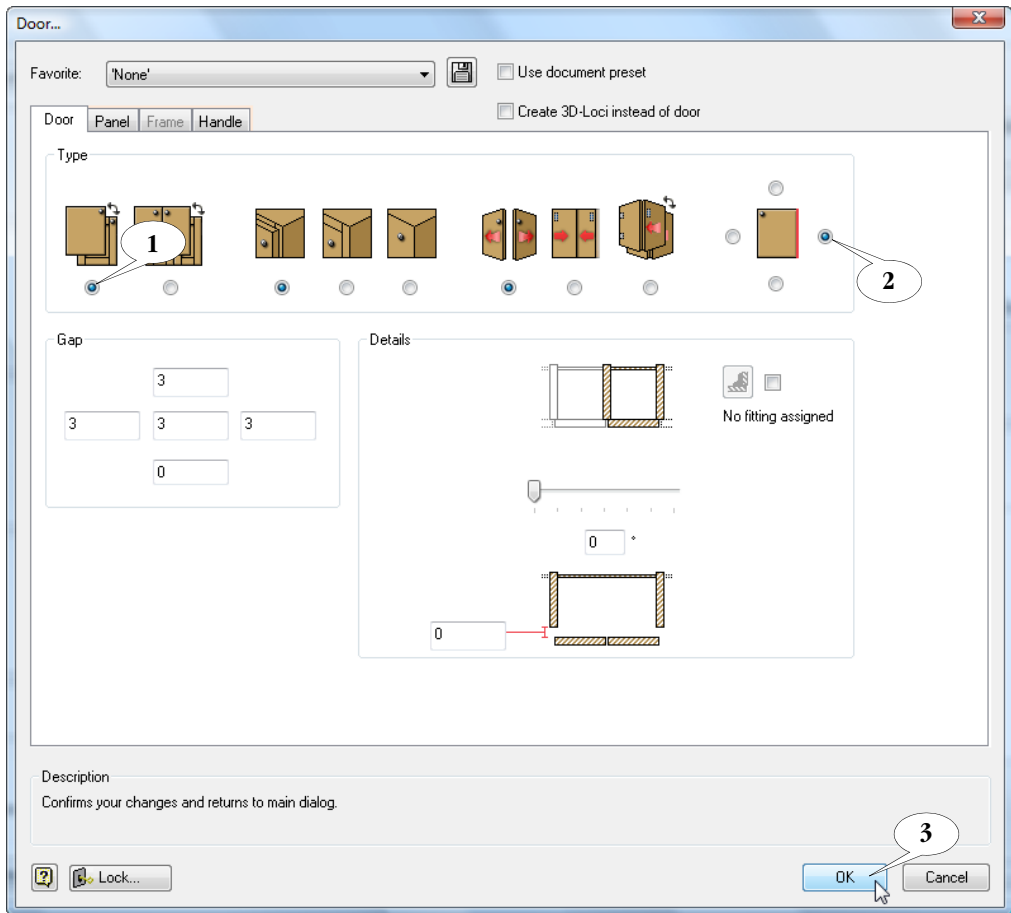 Door...
Favorite: 'None' Use document preset
Create 3D-Loci instead of door
Door Panel Frame Handle
Type
1
2
Gap
3
3 3 3
0
Details
No fitting assigned
0 °
0
Description
Confirms your changes and returns to main dialog.
3
Lock... OK Cancel